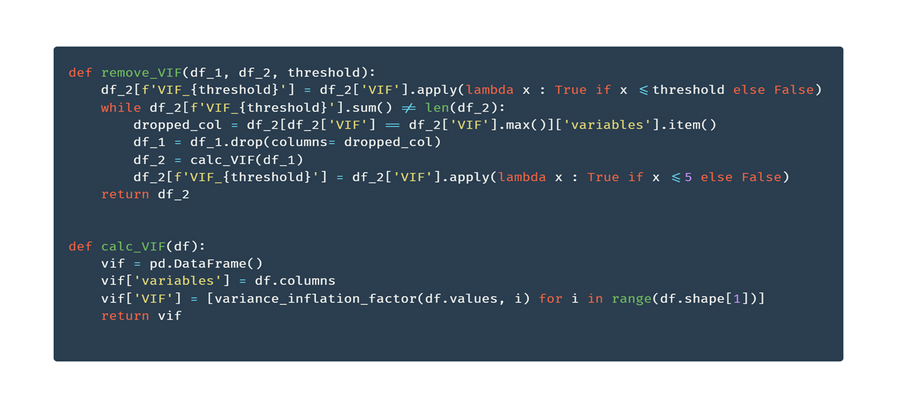 def remove_VIF(df_1, df_2, threshold):
    df_2[f'VIF_{threshold}'] = df_2['VIF'].apply(lambda x : True if x <=threshold else False)
    while df_2[f'VIF_{threshold}'].sum() != len(df_2):
        dropped_col = df_2[df_2['VIF'] == df_2['VIF'].max()]['variables'].item()
        df_1 = df_1.drop(columns= dropped_col)
        df_2 = calc_VIF(df_1)
        df_2[f'VIF_{threshold}'] = df_2['VIF'].apply(lambda x : True if x <=5 else False)
    return df_2
def calc_VIF(df):
    vif = pd.DataFrame()
    vif['variables'] = df.columns
    vif['VIF'] = [variance_inflation_factor(df.values, i) for i in range(df.shape[1])]
    return vif